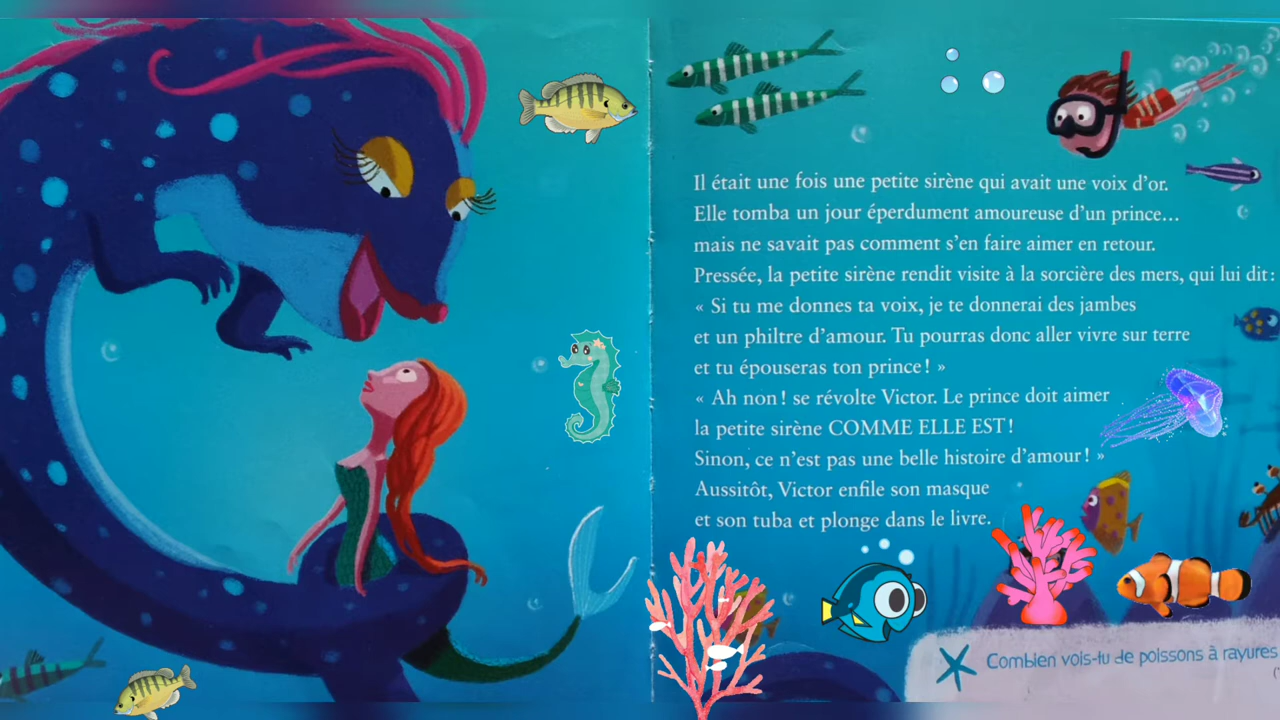 Il était une fois une petite sirène qui avait une voix d'or.
Elle tomba un jour éperdument amoureuse d'un prince...
mais ne savait pas comment s'en faire aimer en retour.
Pressée, la petite sirène rendit visite à la sorcière des mers, qui lui dit :
« Si tu me donnes ta voix, je te donnerai des jambes
et un philtre d'amour. Tu pourras donc aller vivre sur terre
et tu épouseras ton prince ! »
« Ah non ! se révolte Victor. Le prince doit aimer
la petite sirène COMME ELLE EST !
Sinon, ce n'est pas une belle histoire d'amour ! »
Aussitôt, Victor enfile son masque
et son tuba et plonge dans le livre.
Combien vois-tu de poissons à rayures